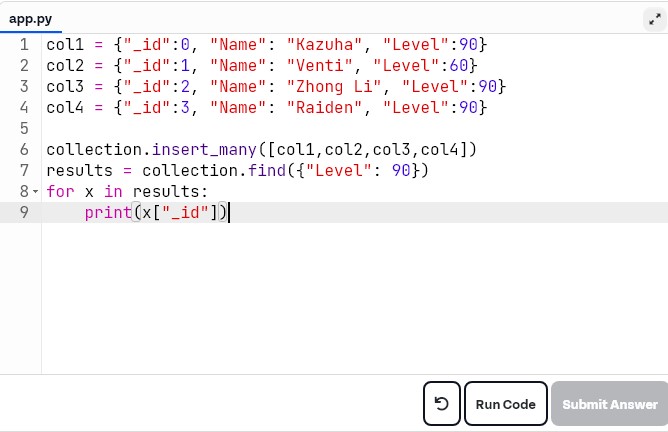 app.py
1 col1 = {"_id":0, "Name": "Kazuha", "Level":90}
2 col2 = {"_id":1, "Name": "Venti", "Level":60}
3 col3 = {"_id":2, "Name": "Zhong Li", "Level":90}
4 col4 = {"_id":3, "Name": "Raiden", "Level":90}
5
6 collection.insert_many([col1,col2,col3,col4])
7 results = collection.find({"Level": 90})
8 for x in results:
9     print(x["_id"])
Run Code Submit Answer